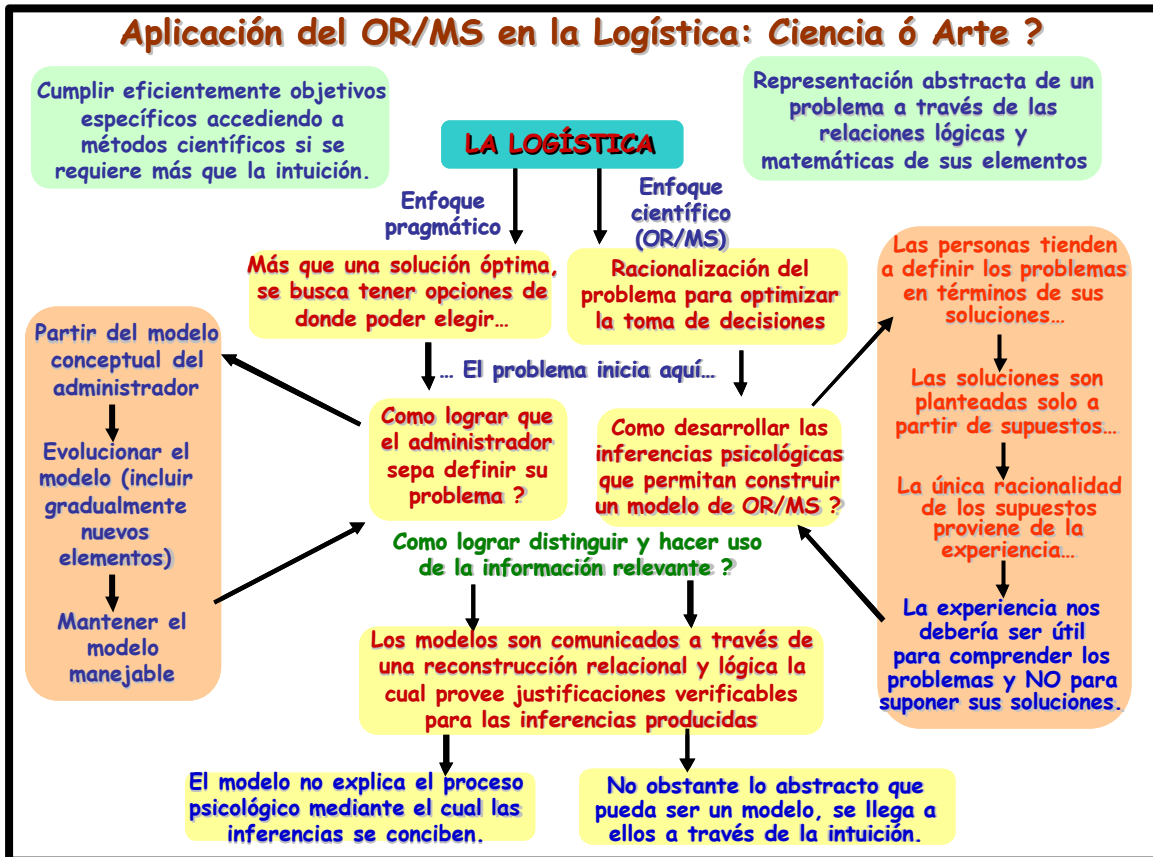 Aplicación del OR/MS en la Logística: Ciencia ó Arte ?
Cumplir eficientemente objetivos
específicos accediendo a
métodos científicos si se
requiere más que la intuición.
Representación abstracta de un
problema a través de las
relaciones lógicas y
matemáticas de sus elementos
LA LOGÍSTICA
Enfoque
pragmático
Enfoque
científico
(OR/MS)
Más que una solución óptima,
se busca tener opciones de
donde poder elegir…
Racionalización del
problema para optimizar
la toma de decisiones
… El problema inicia aquí…
Como lograr que
el administrador
sepa definir su
problema ?
Como desarrollar las
inferencias psicológicas
que permitan construir
un modelo de OR/MS ?
Partir del modelo
conceptual del
administrador
Evolucionar el
modelo (incluir
gradualmente
nuevos
elementos)
Mantener el
modelo
manejable
Las personas tienden
a definir los problemas
en términos de sus
soluciones…
Las soluciones son
planteadas solo a
partir de supuestos…
La única racionalidad
de los supuestos
proviene de la
experiencia…
La experiencia nos
debería ser útil
para comprender los
problemas y NO para
suponer sus soluciones.
Como lograr distinguir y hacer uso
de la información relevante ?
Los modelos son comunicados a través de
una reconstrucción relacional y lógica la
cual provee justificaciones verificables
para las inferencias producidas
El modelo no explica el proceso
psicológico mediante el cual las
inferencias se conciben.
No obstante lo abstracto que
pueda ser un modelo, se llega a
ellos a través de la intuición.